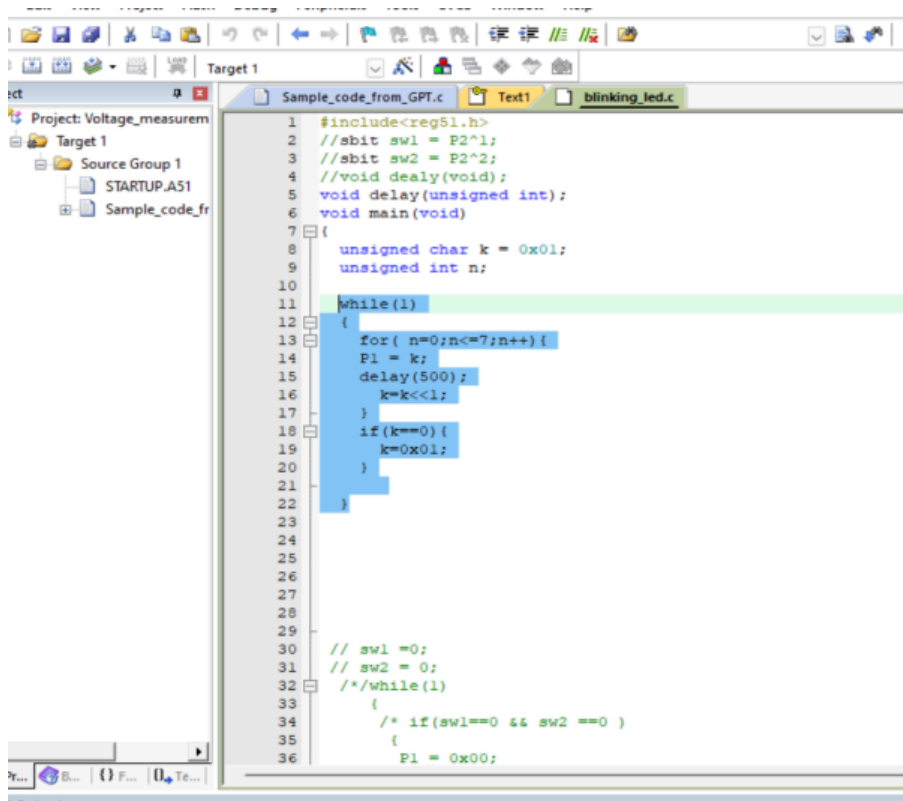 Target 1
Project: Voltage_measurem
Target 1
Source Group 1
STARTUP.A51
Sample_code_fr
Sample_code_from_GPT.c Text1 blinking_led.c
1 #include<reg51.h>
2 //sbit sw1 = P2^1;
3 //sbit sw2 = P2^2;
4 //void dealy(void);
5 void delay(unsigned int);
6 void main(void)
7 {
8 unsigned char k = 0x01;
9 unsigned int n;
10
11 while(1)
12 {
13 for( n=0;n<=7;n++){
14 P1 = k;
15 delay(500);
16 k=k<<1;
17 }
18 if(k==0){
19 k=0x01;
20 }
21
22 }
23
24
25
26
27
28
29
30 // sw1 =0;
31 // sw2 = 0;
32 /*/while(1)
33 {
34 /* if(sw1==0 && sw2 ==0 )
35 {
36 P1 = 0x00;
Pr... B... {} F... Te...